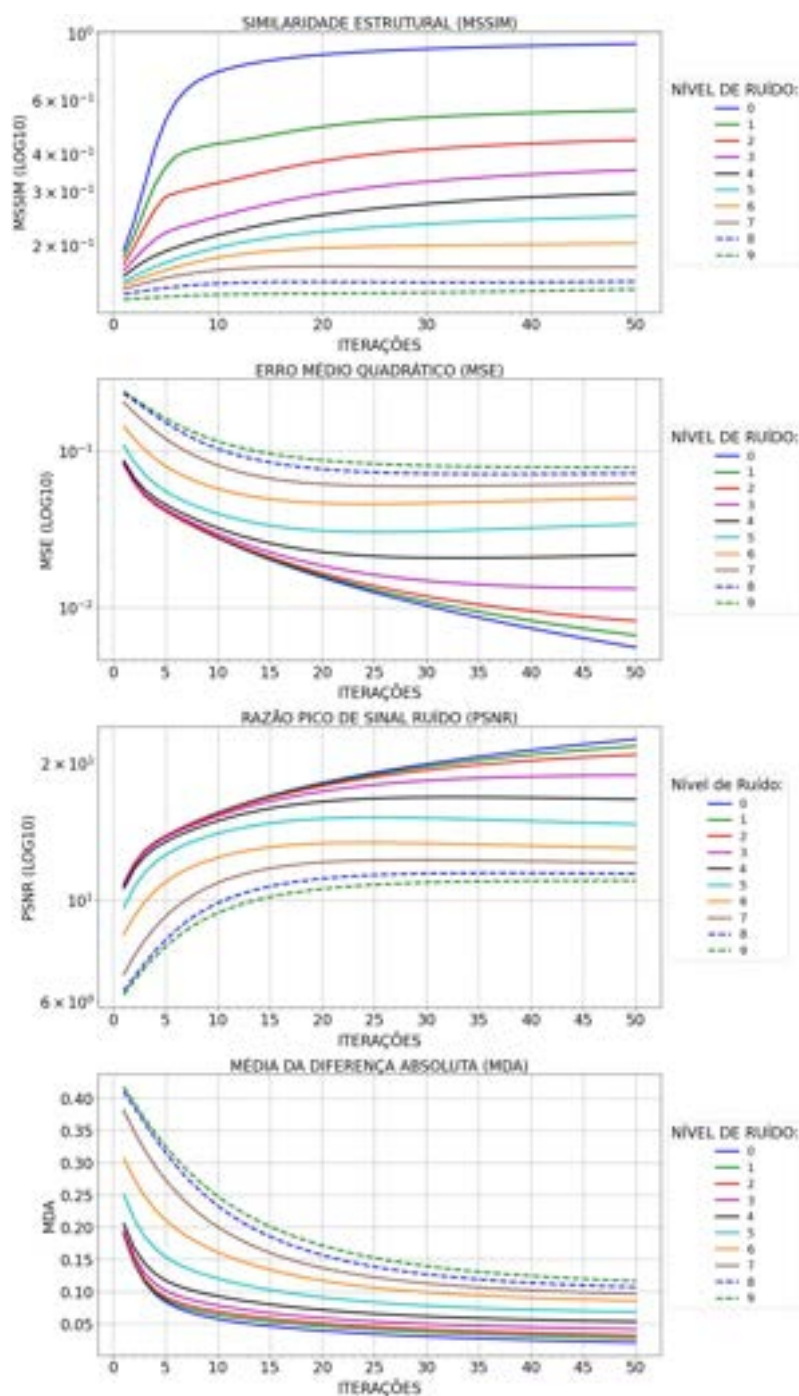 SIMILARIDADE ESTRUTURAL (MSSIM)
10⁰
6 × 10⁻¹
4 × 10⁻¹
3 × 10⁻¹
2 × 10⁻¹
MSSIM (LOG10)
0 5 10 15 20 25 30 35 40 45 50
ITERAÇÕES
NÍVEL DE RUÍDO:
0
1
2
3
4
5
6
7
8
9
ERRO MÉDIO QUADRÁTICO (MSE)
10⁻¹
10⁻²
MSE (LOG10)
0 5 10 15 20 25 30 35 40 45 50
ITERAÇÕES
NÍVEL DE RUÍDO:
0
1
2
3
4
5
6
7
8
9
RAZÃO PICO DE SINAL RUÍDO (PSNR)
2 × 10¹
10¹
6 × 10⁰
PSNR (LOG10)
0 5 10 15 20 25 30 35 40 45 50
ITERAÇÕES
Nível de Ruído:
0
1
2
3
4
5
6
7
8
9
MÉDIA DA DIFERENÇA ABSOLUTA (MDA)
0.40
0.35
0.30
0.25
0.20
0.15
0.10
0.05
MDA
0 5 10 15 20 25 30 35 40 45 50
ITERAÇÕES
NÍVEL DE RUÍDO:
0
1
2
3
4
5
6
7
8
9